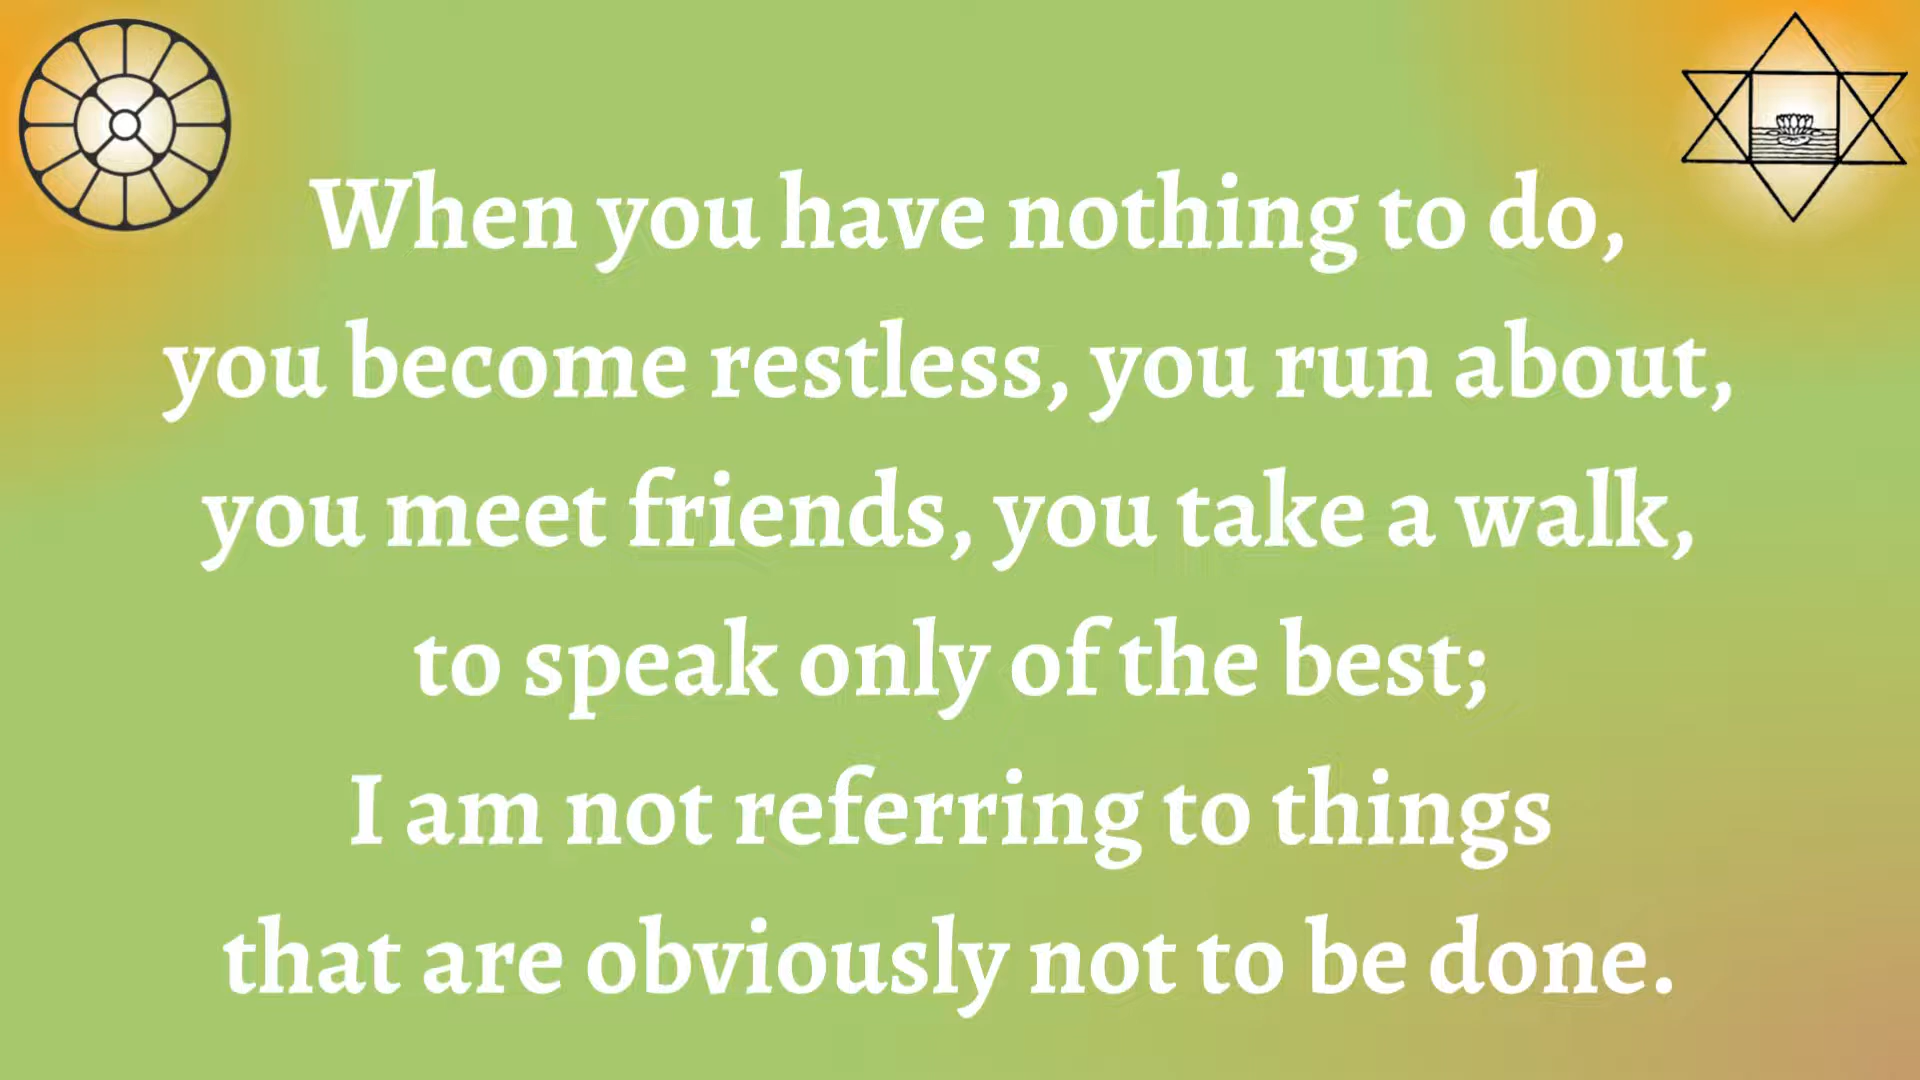 When you have nothing to do,
you become restless, you run about,
you meet friends, you take a walk,
to speak only of the best;
I am not referring to things
that are obviously not to be done.